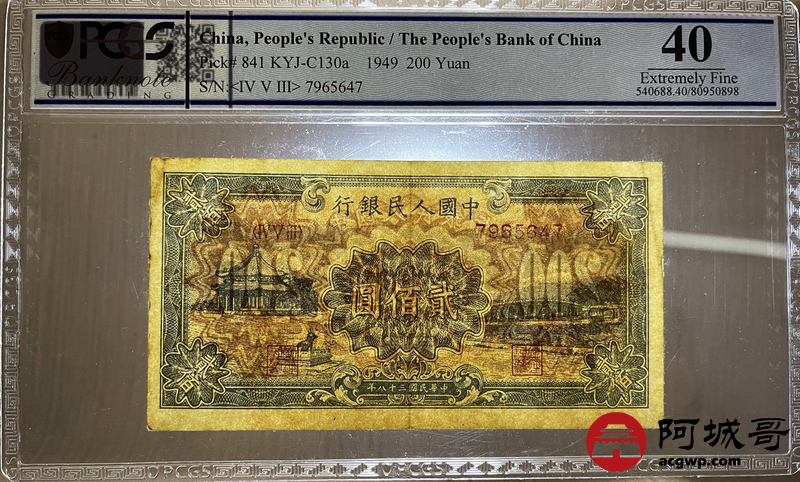 PCGS
Banknote
GRADING
China, People's Republic / The People's Bank of China
Pick# 841 KYJ-C130a 1949 200 Yuan
S/N:<IV V III> 7965647
40
Extremely Fine
540688.40/80950898
行銀民人國中
IV V III
7965647
圓佰貳
年八十三國民華中
阿城哥
acgwp.com